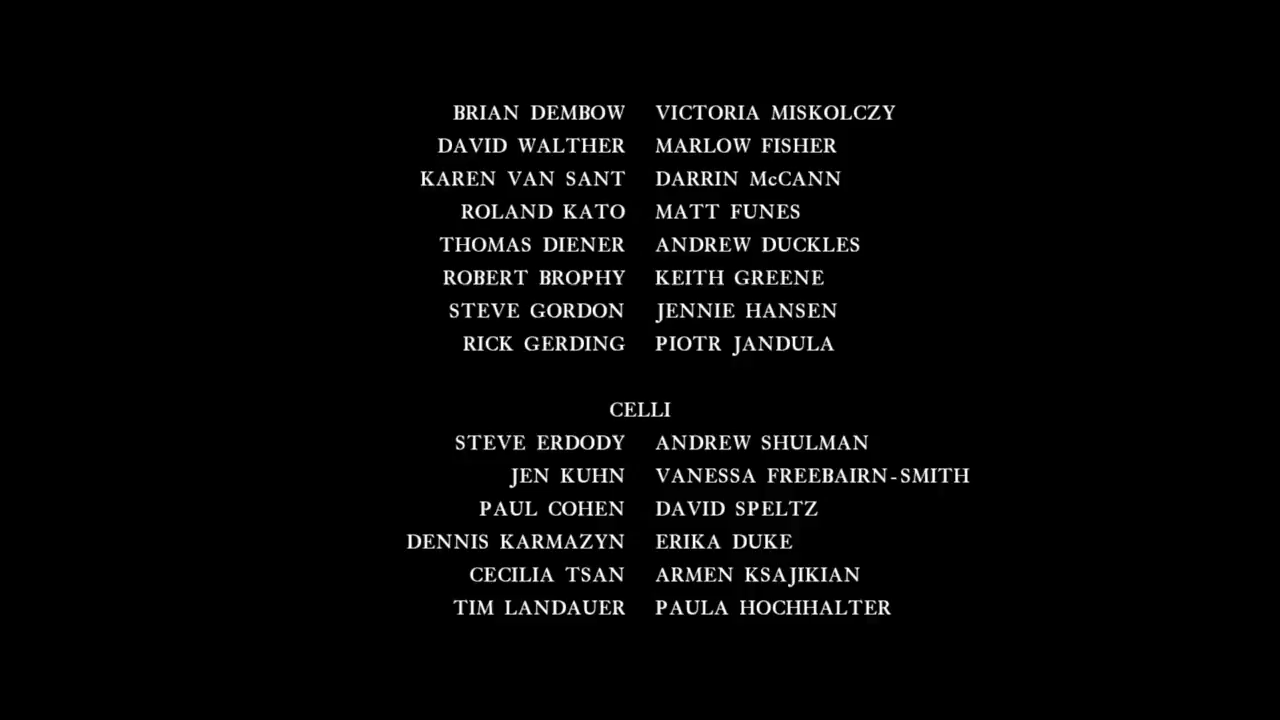 BRIAN DEMBOW VICTORIA MISKOLCZY
DAVID WALTHER MARLOW FISHER
KAREN VAN SANT DARRIN McCANN
ROLAND KATO MATT FUNES
THOMAS DIENER ANDREW DUCKLES
ROBERT BROPHY KEITH GREENE
STEVE GORDON JENNIE HANSEN
RICK GERDING PIOTR JANDULA
CELLI
STEVE ERDODY ANDREW SHULMAN
JEN KUHN VANESSA FREEBAIRN-SMITH
PAUL COHEN DAVID SPELTZ
DENNIS KARMAZYN ERIKA DUKE
CECILIA TSAN ARMEN KSAJIKIAN
TIM LANDAUER PAULA HOCHHALTER